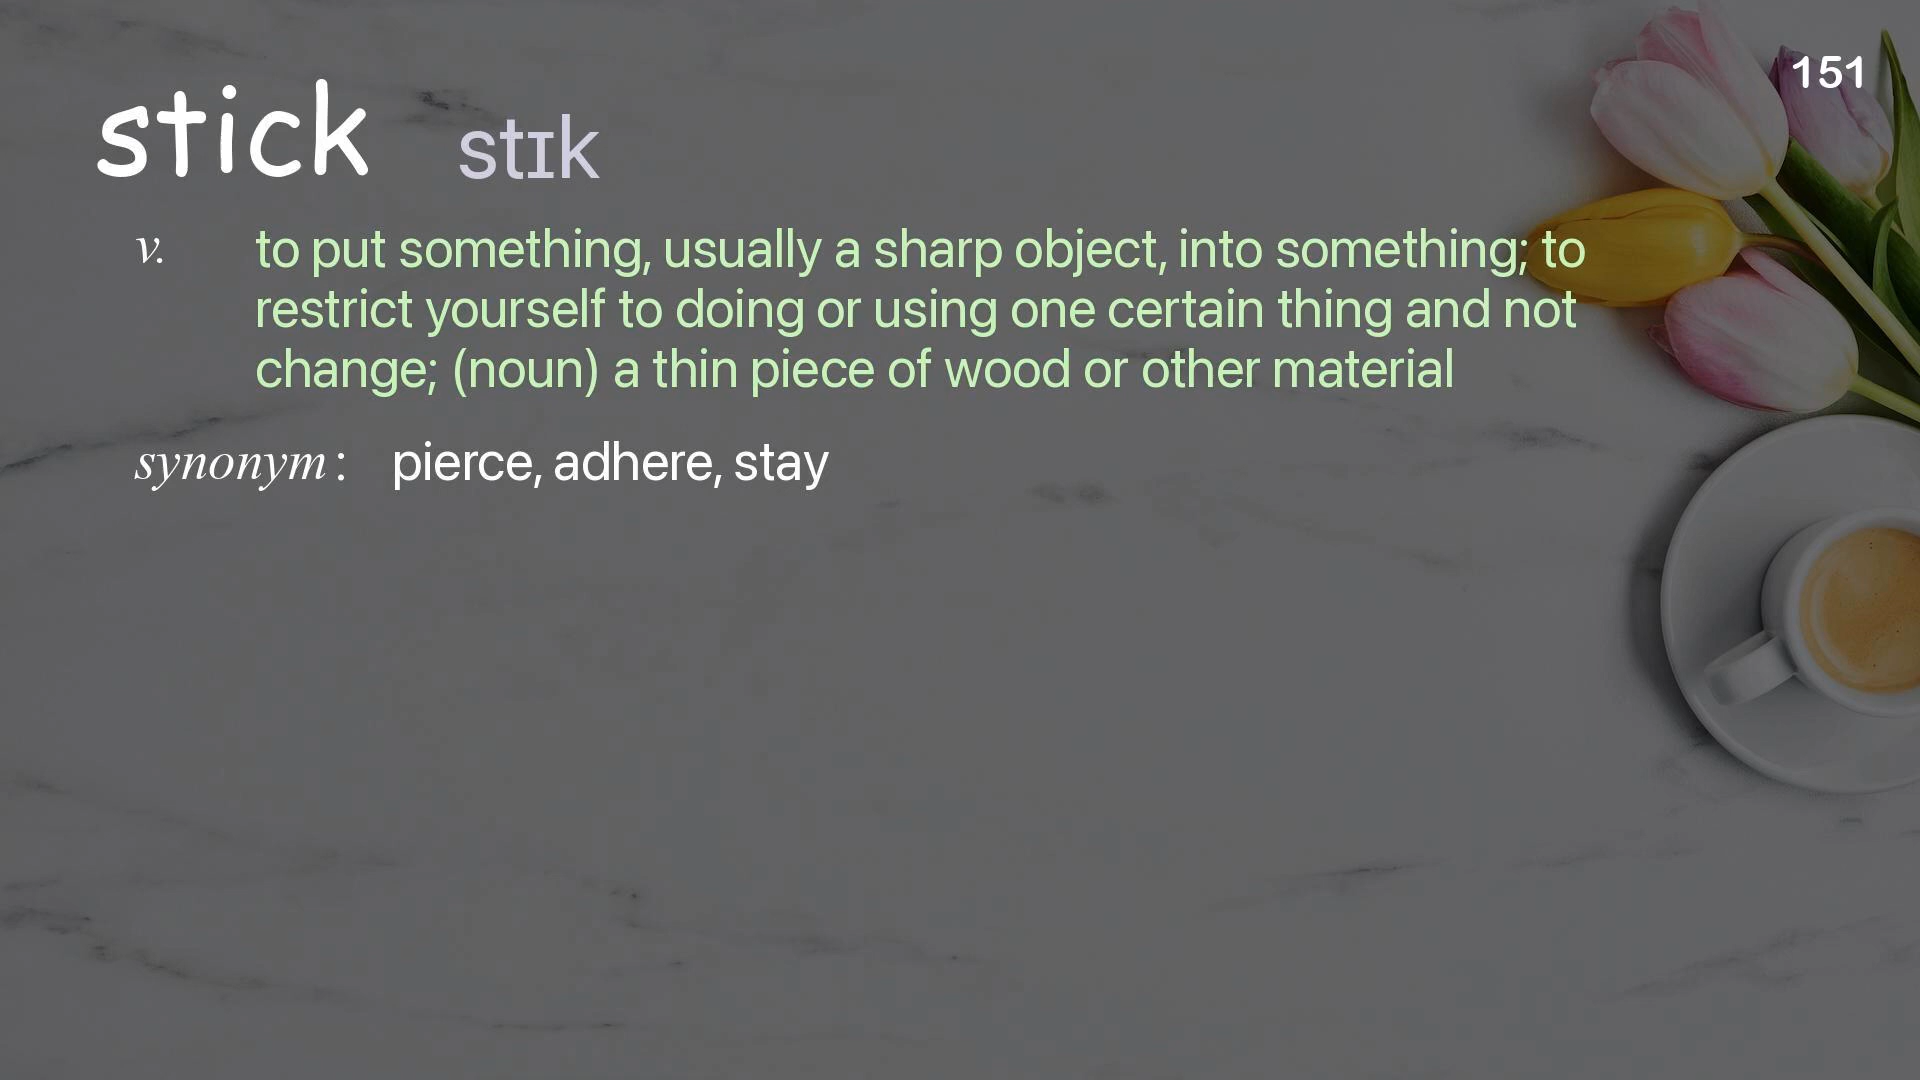 151
stick stɪk
v. to put something, usually a sharp object, into something; to
restrict yourself to doing or using one certain thing and not
change; (noun) a thin piece of wood or other material
synonym: pierce, adhere, stay